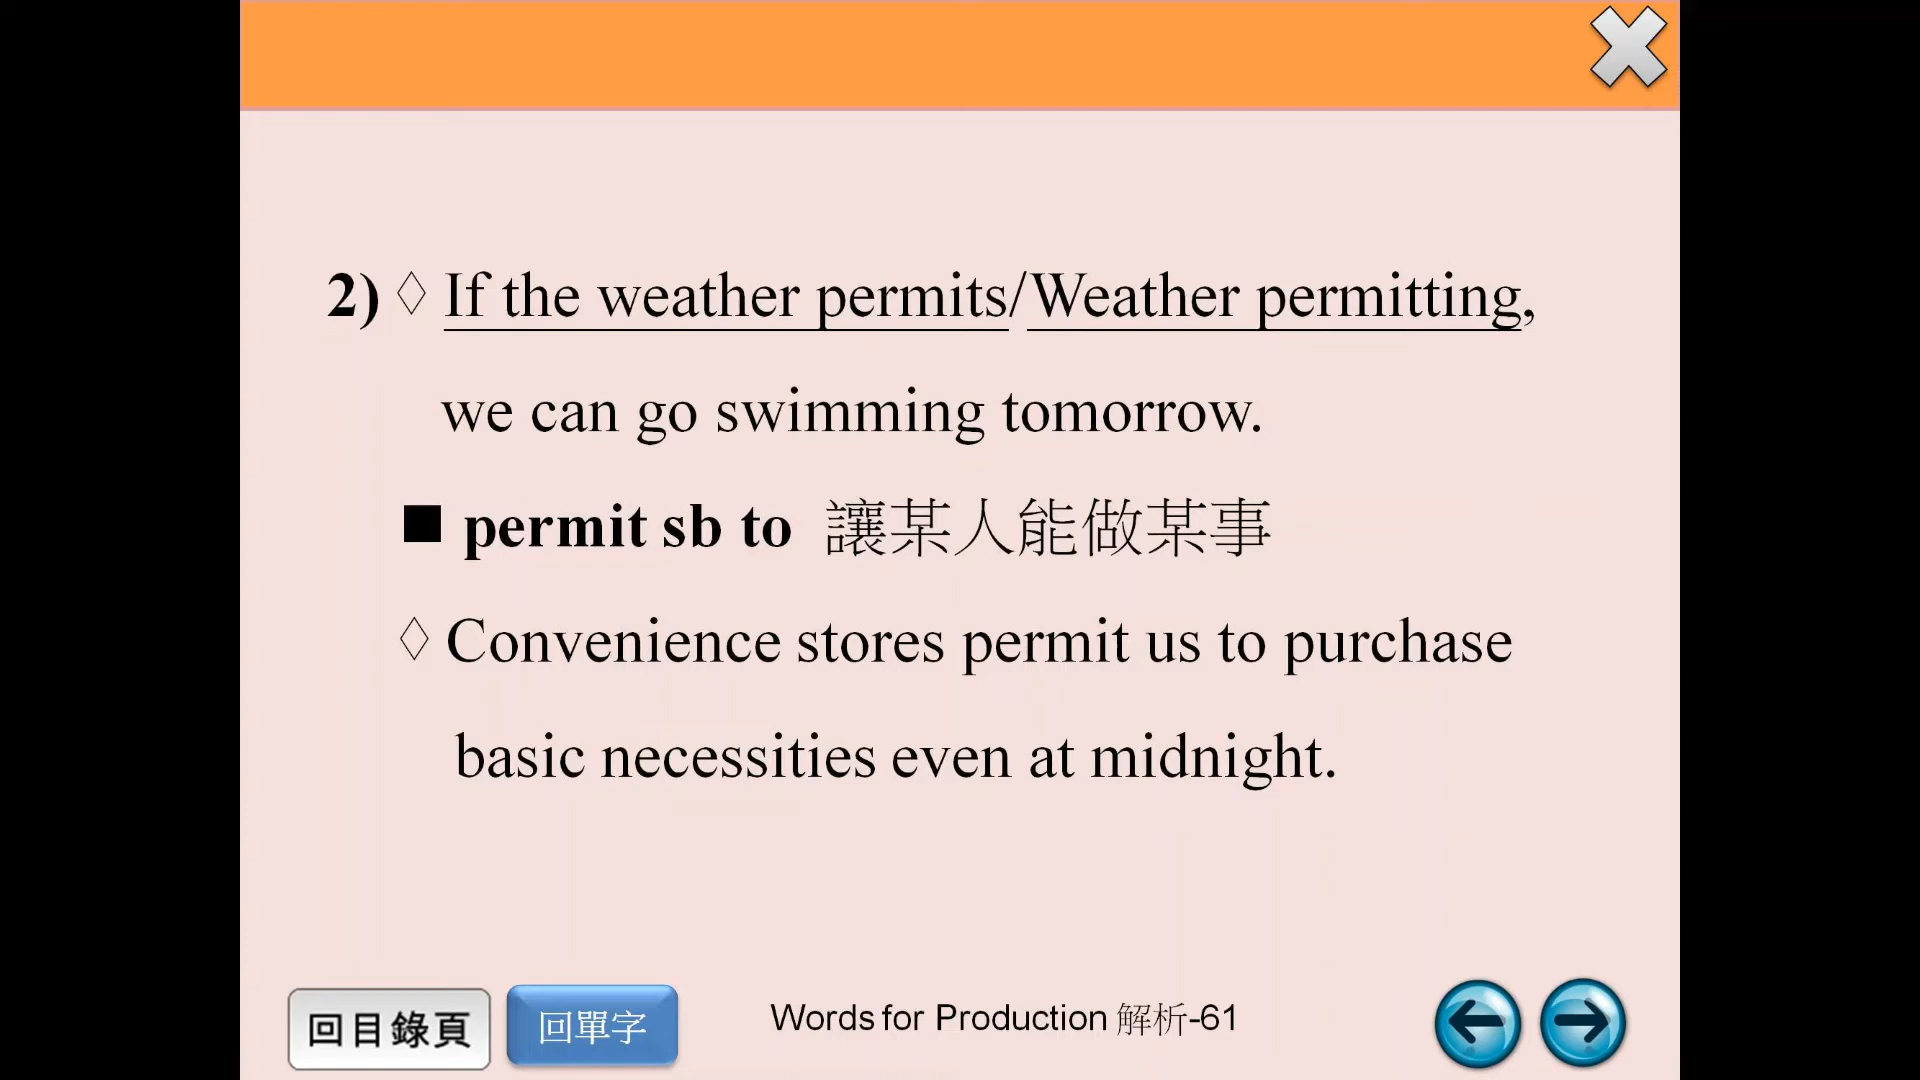 2) ◊ If the weather permits/Weather permitting,
we can go swimming tomorrow.
■ permit sb to 讓某人能做某事
◊ Convenience stores permit us to purchase
basic necessities even at midnight.
回目錄頁 回單字 Words for Production 解析-61